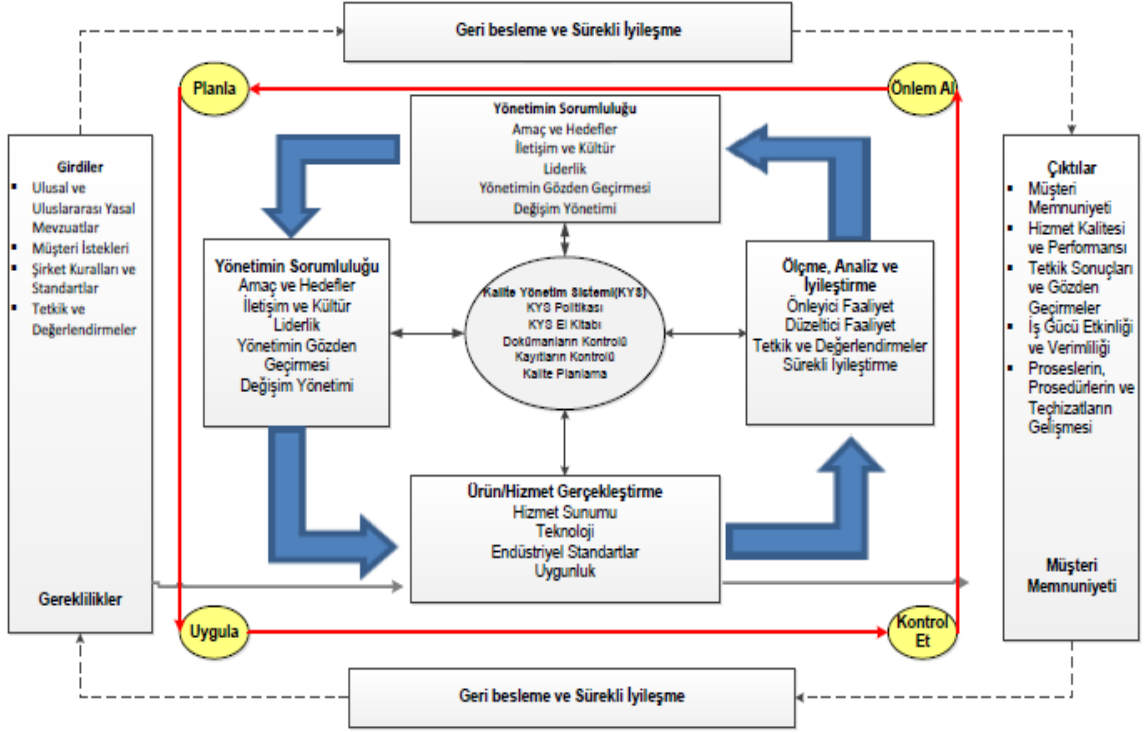 Geri besleme ve Sürekli İyileşme
Planla
Önlem Al
Yönetimin Sorumluluğu
Amaç ve Hedefler
İletişim ve Kültür
Liderlik
Yönetimin Gözden Geçirmesi
Değişim Yönetimi
Girdiler
▪ Ulusal ve
Uluslararası Yasal
Mevzuatlar
▪ Müşteri İstekleri
▪ Şirket Kuralları ve
Standartlar
▪ Tetkik ve
Değerlendirmeler
Gereklilikler
Yönetimin Sorumluluğu
Amaç ve Hedefler
İletişim ve Kültür
Liderlik
Yönetimin Gözden
Geçirmesi
Değişim Yönetimi
Kalite Yönetim Sistemi(KYS)
KYS Politikası
KYS El Kitabı
Dokümanların Kontrolü
Kayıtların Kontrolü
Kalite Planlama
Ölçme, Analiz ve
İyileştirme
Önleyici Faaliyet
Düzeltici Faaliyet
Tetkik ve Değerlendirmeler
Sürekli İyileştirme
Çıktılar
▪ Müşteri
Memnuniyeti
▪ Hizmet Kalitesi
ve Performansı
▪ Tetkik Sonuçları
ve Gözden
Geçirmeler
▪ İş Gücü Etkinliği
ve Verimliliği
▪ Proseslerin,
Prosedürlerin ve
Teçhizatların
Gelişmesi
Müşteri
Memnuniyeti
Ürün/Hizmet Gerçekleştirme
Hizmet Sunumu
Teknoloji
Endüstriyel Standartlar
Uygunluk
Uygula
Kontrol
Et
Geri besleme ve Sürekli İyileşme